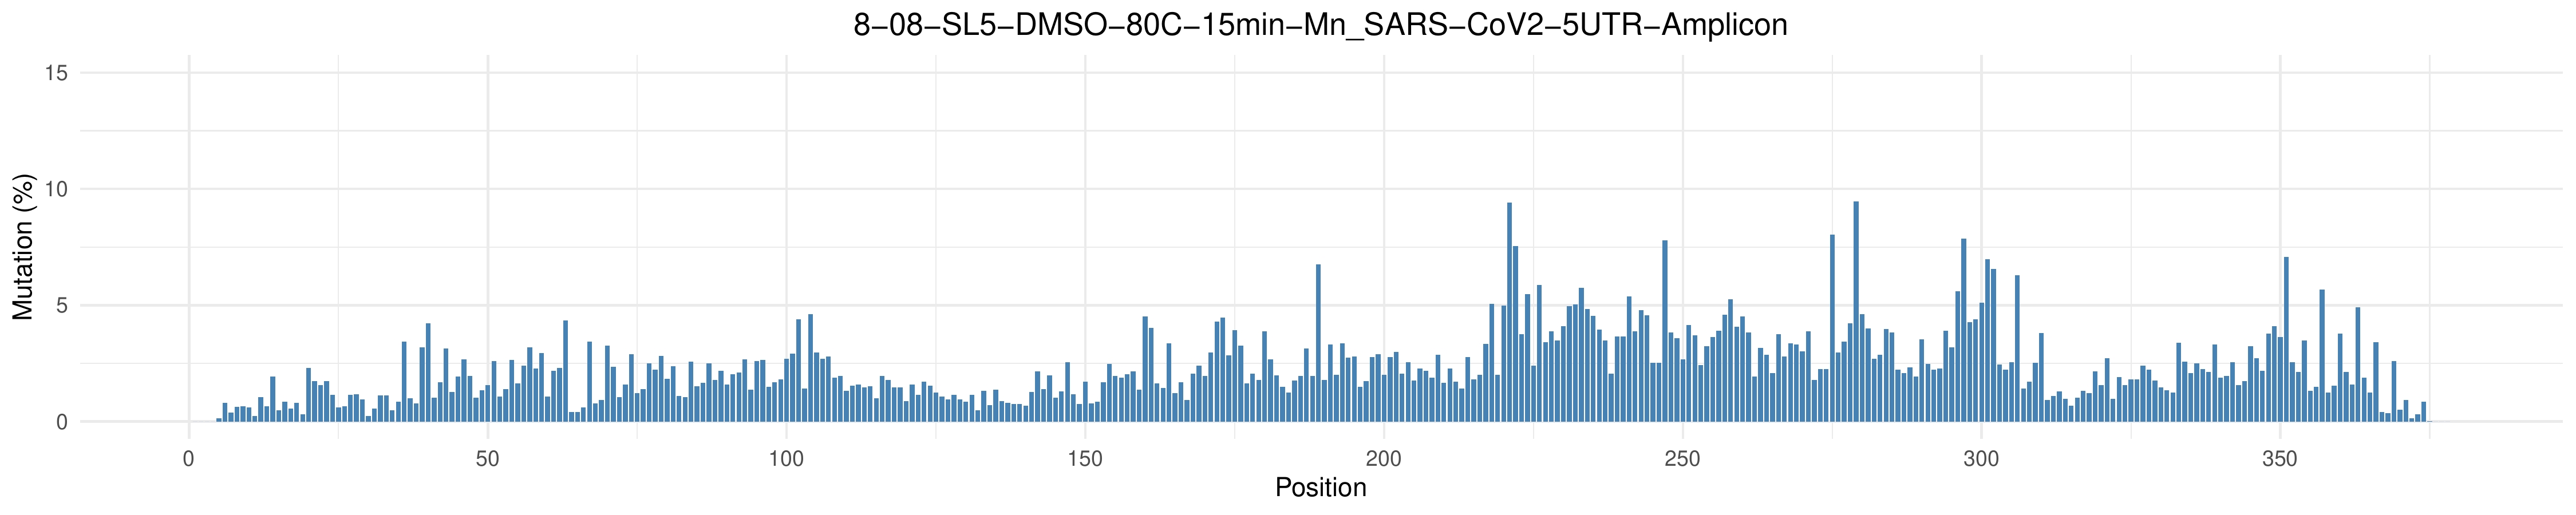 8−08−SL5−DMSO−80C−15min−Mn_SARS−CoV2−5UTR−Amplicon
15
10
5
0
Mutation (%)
0 50 100 150 200 250 300 350
Position